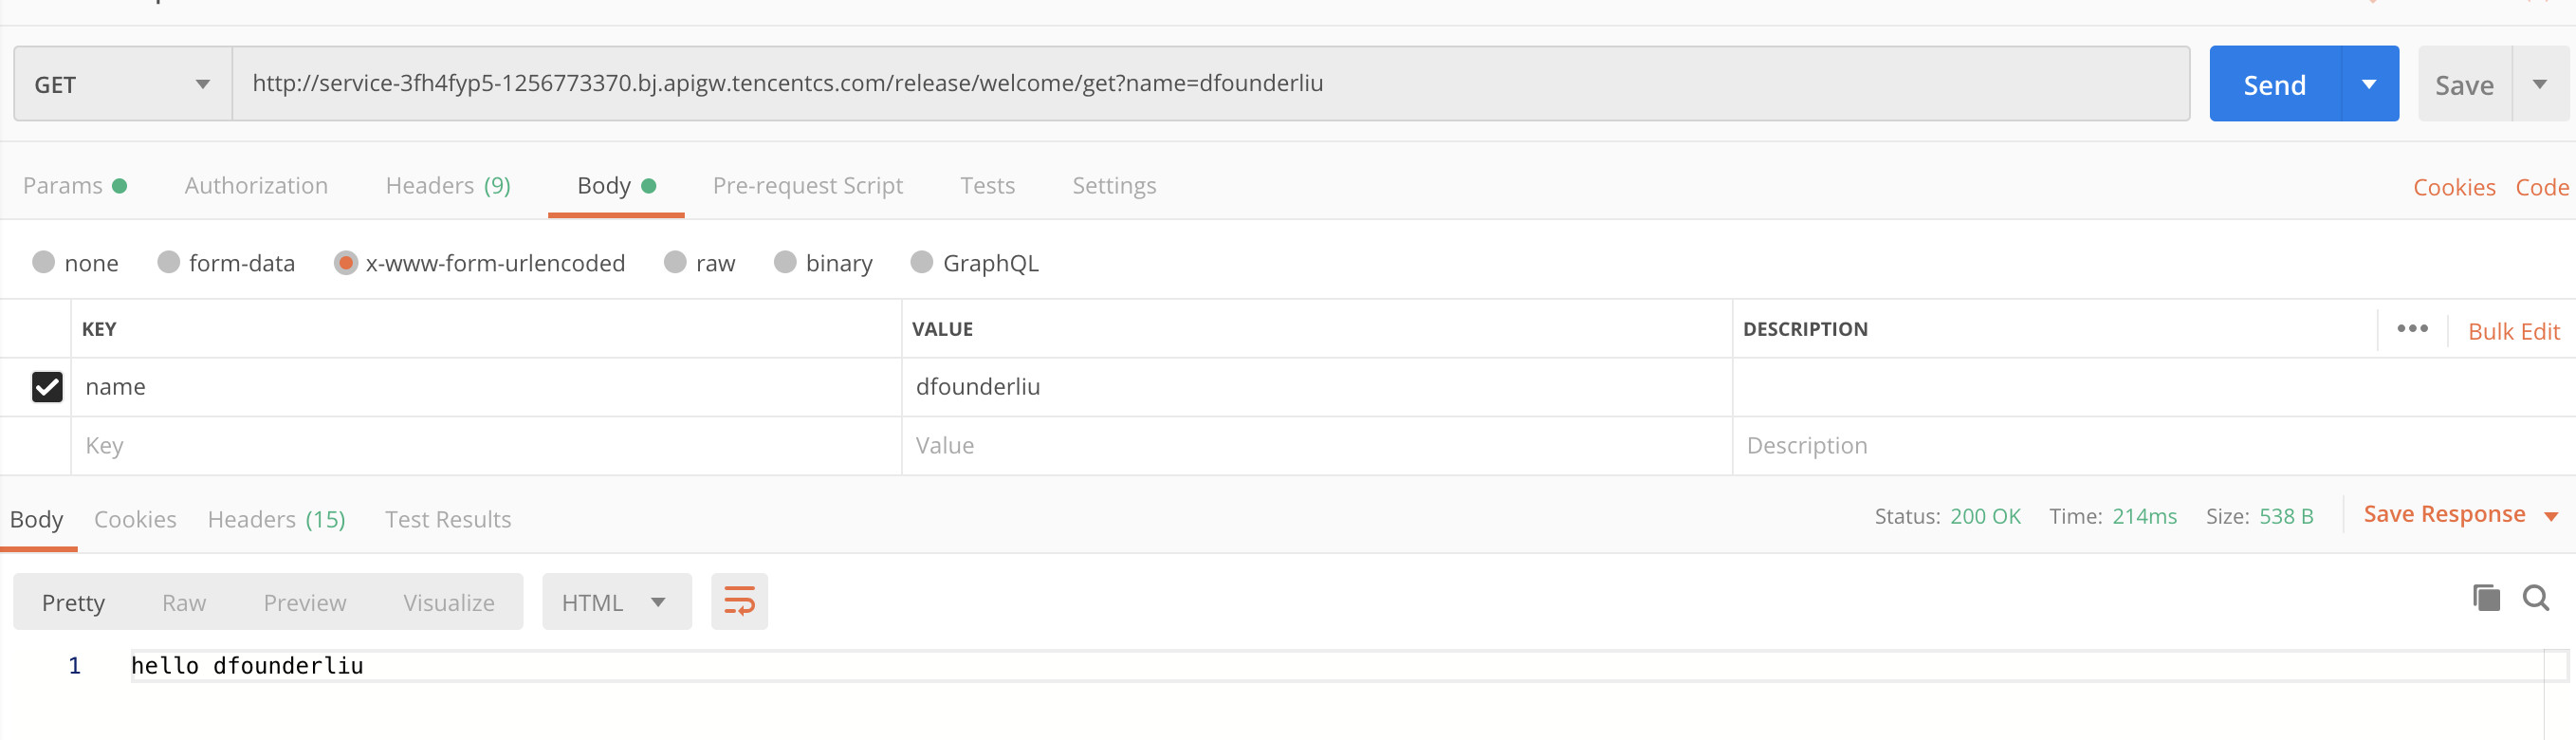 GET http://service-3fh4fyp5-1256773370.bj.apigw.tencentcs.com/release/welcome/get?name=dfounderliu Send Save
Params Authorization Headers (9) Body Pre-request Script Tests Settings Cookies Code
none form-data x-www-form-urlencoded raw binary GraphQL
KEY VALUE DESCRIPTION ••• Bulk Edit
name dfounderliu
Key Value Description
Body Cookies Headers (15) Test Results Status: 200 OK Time: 214ms Size: 538 B Save Response
Pretty Raw Preview Visualize HTML
1 hello dfounderliu